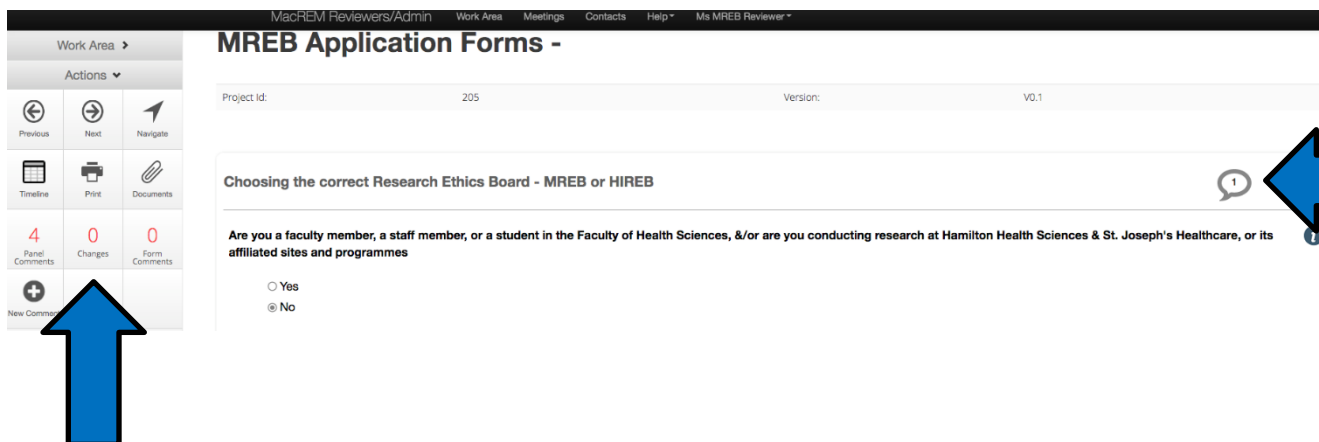 MacREM Reviewers/Admin Work Area Meetings Contacts Help Ms MREB Reviewer
Work Area
MREB Application Forms -
Actions
Project Id: 205 Version: V0.1
Previous Next Navigate
Timeline Print Documents
Choosing the correct Research Ethics Board - MREB or HIREB
1
4 0 0
Panel Comments Changes Form Comments
Are you a faculty member, a staff member, or a student in the Faculty of Health Sciences, &/or are you conducting research at Hamilton Health Sciences & St. Joseph's Healthcare, or its
affiliated sites and programmes
Yes
No
New Comment